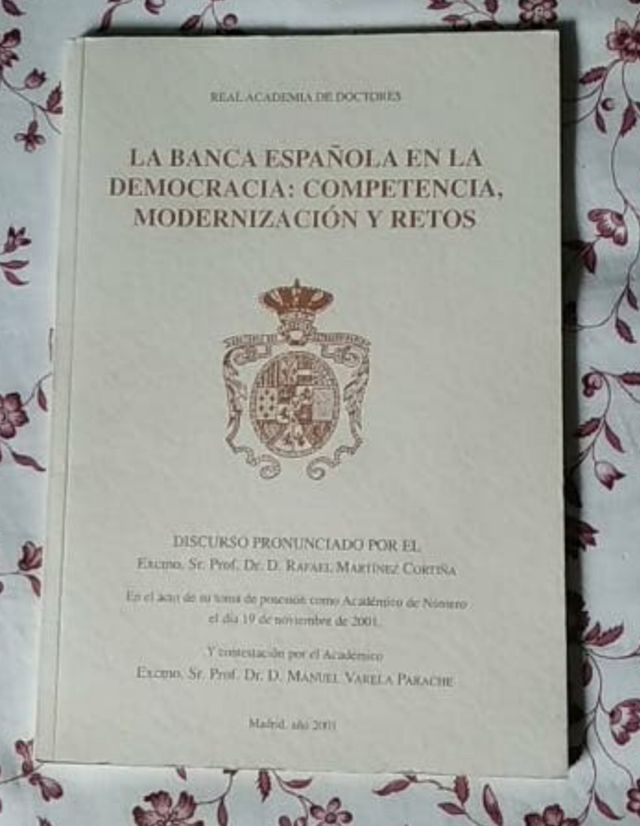 REAL ACADEMIA DE DOCTORES
LA BANCA ESPAÑOLA EN LA
DEMOCRACIA: COMPETENCIA,
MODERNIZACIÓN Y RETOS
DISCURSO PRONUNCIADO POR EL
EXCMO. SR. PROF. DR. D. RAFAEL MARTÍNEZ CORTIÑA
En el acto de su toma de posesión como Académico de Número
el día 19 de noviembre de 2001.
Y contestación por el Académico
EXCMO. SR. PROF. DR. D. MANUEL VARELA PARACHE
Madrid, año 2001